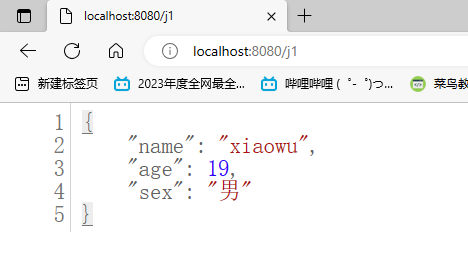 localhost:8080/j1
localhost:8080/j1
新建标签页 2023年度全网最全... 哔哩哔哩 ( ゜- ゜)つ... 菜鸟教
1 {
2 "name": "xiaowu",
3 "age": 19,
4 "sex": "男"
5 }